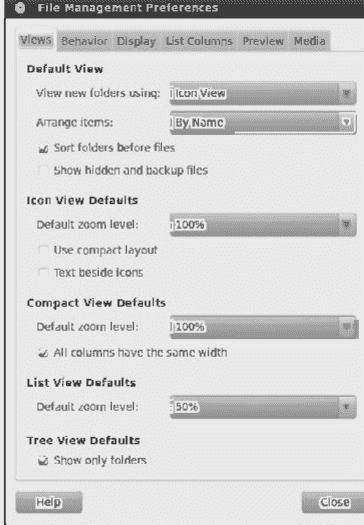 File Management Preferences
Views Behavior Display List Columns Preview Media
Default View
View new folders using: Icon View
Arrange items: By Name
Sort folders before files
Show hidden and backup files
Icon View Defaults
Default zoom level: 100%
Use compact layout
Text beside icons
Compact View Defaults
Default zoom level: 100%
All columns have the same width
List View Defaults
Default zoom level: 50%
Tree View Defaults
Show only folders
Help Close